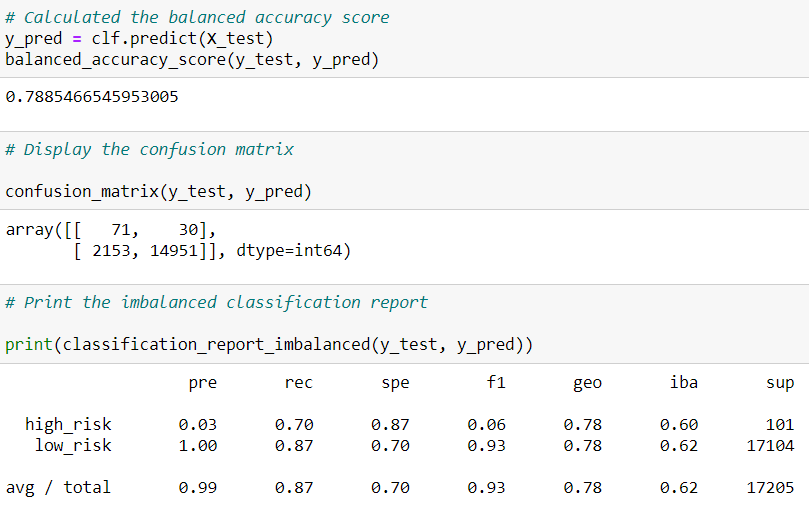 # Calculated the balanced accuracy score
y_pred = clf.predict(X_test)
balanced_accuracy_score(y_test, y_pred)
0.7885466545953005
# Display the confusion matrix
confusion_matrix(y_test, y_pred)
array([[   71,    30],
       [ 2153, 14951]], dtype=int64)
# Print the imbalanced classification report
print(classification_report_imbalanced(y_test, y_pred))
pre rec spe f1 geo iba sup
high_risk 0.03 0.70 0.87 0.06 0.78 0.60 101
low_risk 1.00 0.87 0.70 0.93 0.78 0.62 17104
avg / total 0.99 0.87 0.70 0.93 0.78 0.62 17205